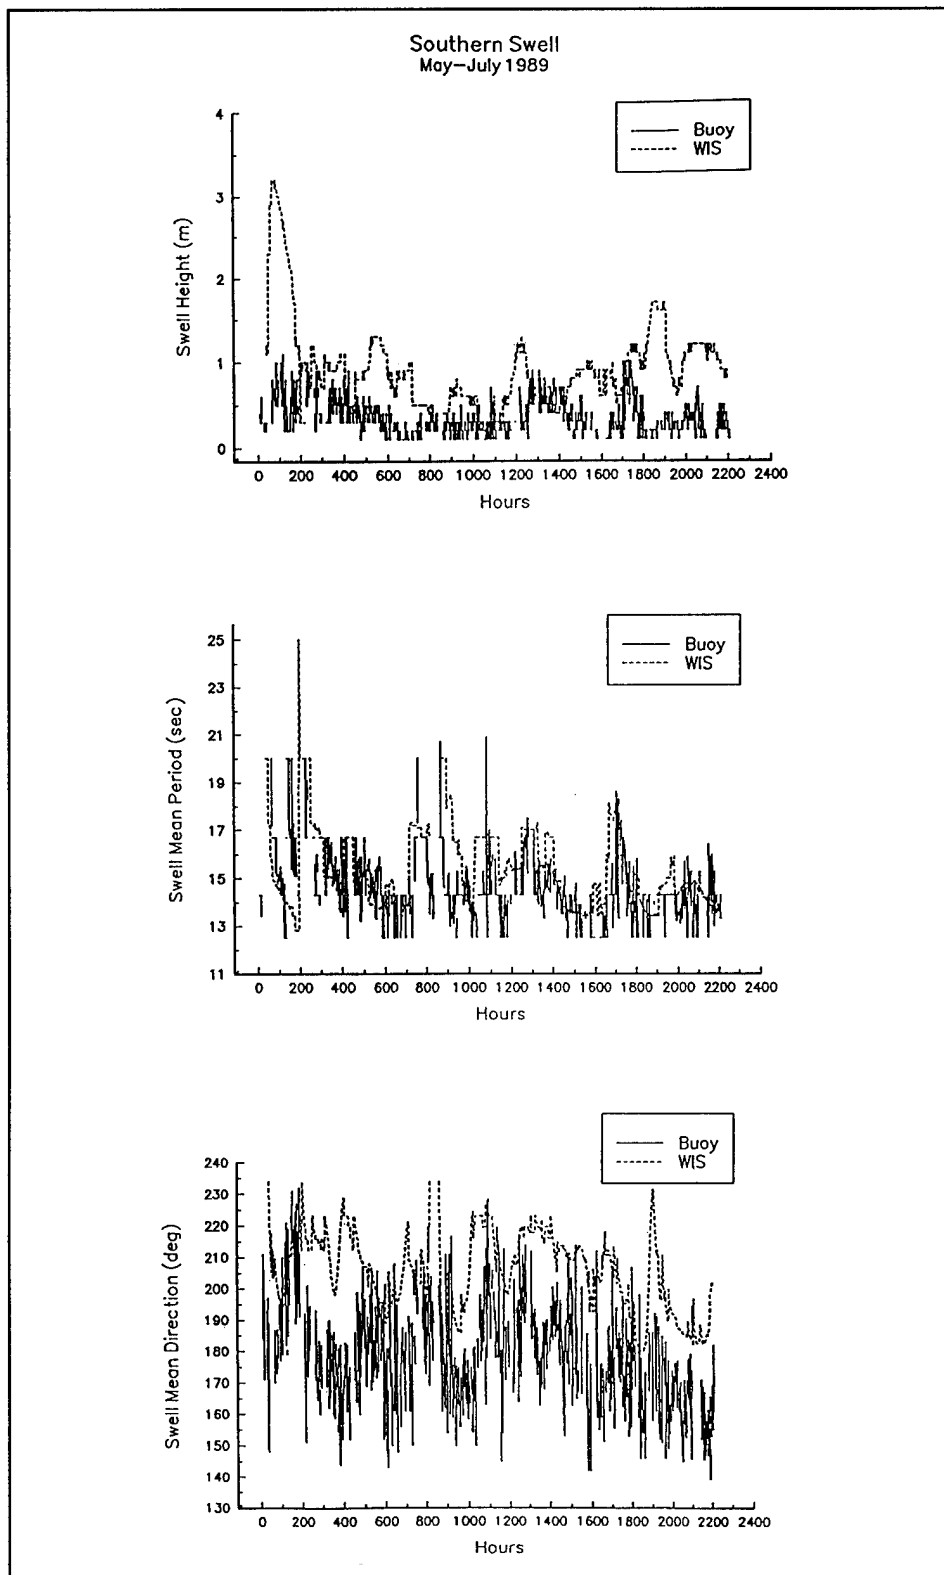 Southern Swell
May-July 1989
Buoy
WIS
4
3
2
1
0
Swell Height (m)
0 200 400 600 800 1000 1200 1400 1600 1800 2000 2200 2400
Hours
Buoy
WIS
25
23
21
19
17
15
13
11
Swell Mean Period (sec)
0 200 400 600 800 1000 1200 1400 1600 1800 2000 2200 2400
Hours
Buoy
WIS
240
230
220
210
200
190
180
170
160
150
140
130
Swell Mean Direction (deg)
0 200 400 600 800 1000 1200 1400 1600 1800 2000 2200 2400
Hours